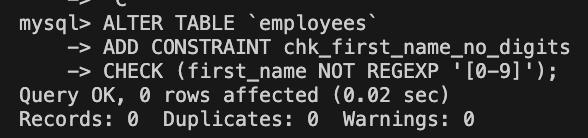 mysql> ALTER TABLE `employees`
    -> ADD CONSTRAINT chk_first_name_no_digits
    -> CHECK (first_name NOT REGEXP '[0-9]');
Query OK, 0 rows affected (0.02 sec)
Records: 0  Duplicates: 0  Warnings: 0